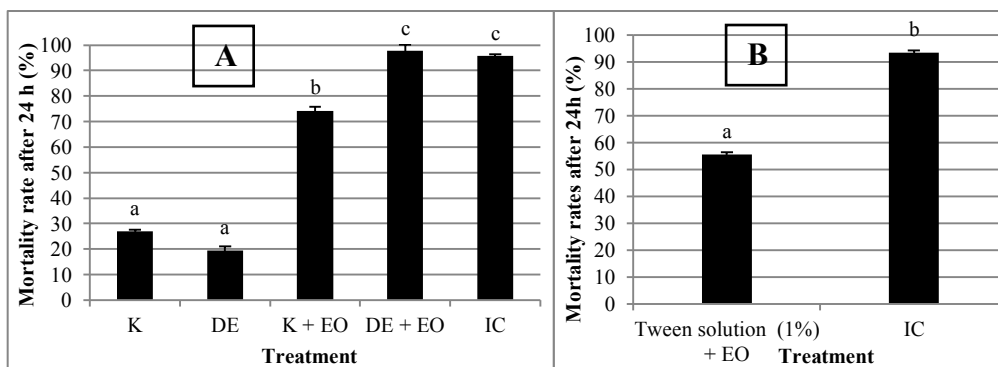 A
Mortality rate after 24 h (%)
100
90
80
70
60
50
40
30
20
10
0
a
a
b
c
c
K
DE
K + EO
DE + EO
IC
Treatment
B
Mortality rates after 24h (%)
100
90
80
70
60
50
40
30
20
10
0
a
b
Tween solution (1%)
+ EO
IC
Treatment